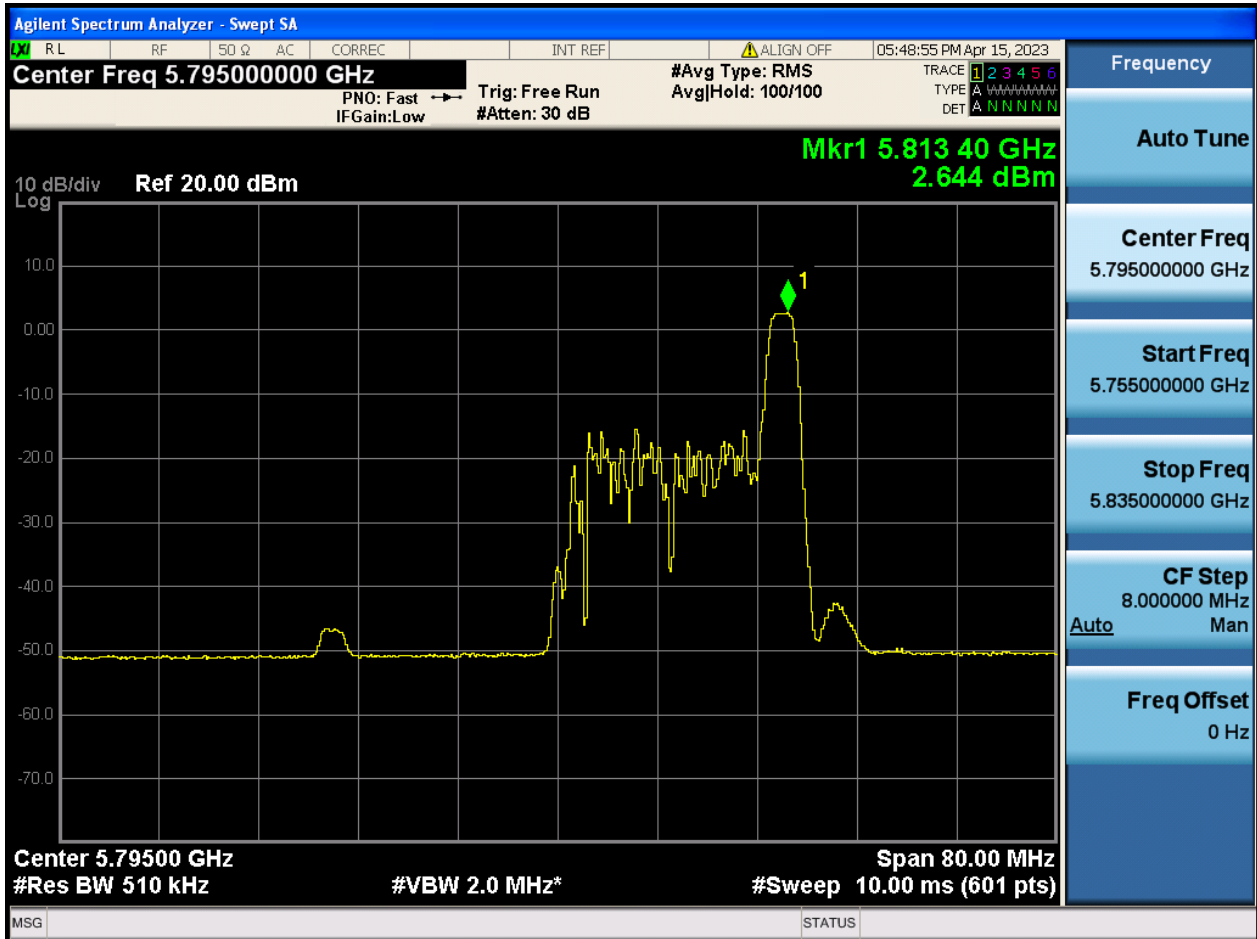 Agilent Spectrum Analyzer - Swept SA
LXI RL RF 50 Ω AC CORREC INT REF ALIGN OFF 05:48:55 PM Apr 15, 2023
Center Freq 5.795000000 GHz
PNO: Fast
IFGain:Low
Trig: Free Run
#Atten: 30 dB
#Avg Type: RMS
Avg|Hold: 100/100
TRACE 1 2 3 4 5 6
TYPE A WWWWW
DET A N N N N N
Mkr1 5.813 40 GHz
2.644 dBm
10 dB/div Ref 20.00 dBm
Log
1
10.0
0.00
-10.0
-20.0
-30.0
-40.0
-50.0
-60.0
-70.0
Center 5.79500 GHz Span 80.00 MHz
#Res BW 510 kHz #VBW 2.0 MHz* #Sweep 10.00 ms (601 pts)
MSG STATUS
Frequency
Auto Tune
Center Freq
5.795000000 GHz
Start Freq
5.755000000 GHz
Stop Freq
5.835000000 GHz
CF Step
8.000000 MHz
Auto Man
Freq Offset
0 Hz